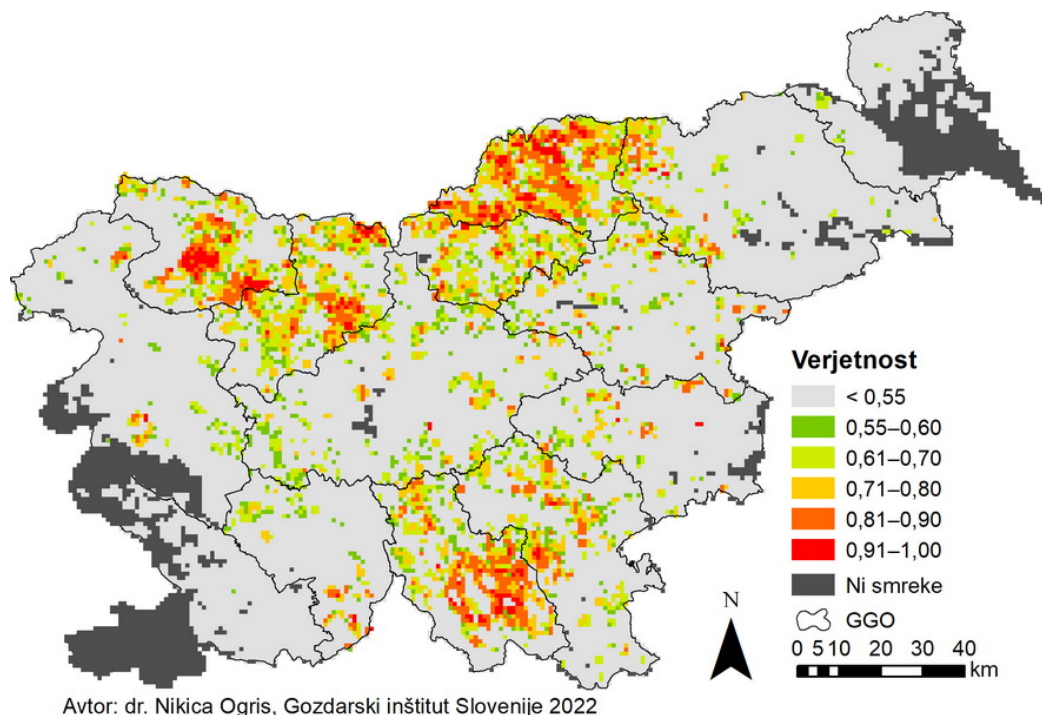 Verjetnost
< 0,55
0,55–0,60
0,61–0,70
0,71–0,80
0,81–0,90
0,91–1,00
Ni smreke
GGO
N
0 5 10 20 30 40
km
Avtor: dr. Nikica Ogris, Gozdarski inštitut Slovenije 2022